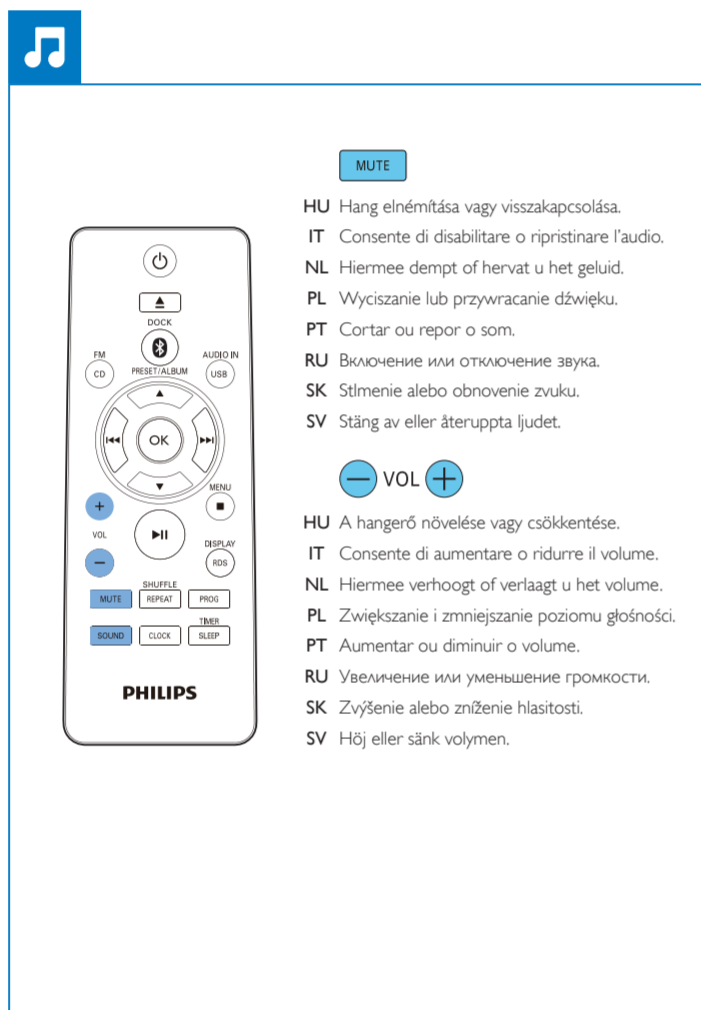 DOCK
FM
AUDIO IN
CD
PRESET/ALBUM
USB
OK
MENU
+
VOL
−
DISPLAY
RDS
SHUFFLE
MUTE REPEAT PROG
TIMER
SOUND CLOCK SLEEP
PHILIPS
MUTE
HU Hang elnémítása vagy visszakapcsolása.
IT Consente di disabilitare o ripristinare l'audio.
NL Hiermee dempt of hervat u het geluid.
PL Wyciszanie lub przywracanie dźwięku.
PT Cortar ou repor o som.
RU Включение или отключение звука.
SK Stlmenie alebo obnovenie zvuku.
SV Stäng av eller återuppta ljudet.
− VOL +
HU A hangerő növelése vagy csökkentése.
IT Consente di aumentare o ridurre il volume.
NL Hiermee verhoogt of verlaagt u het volume.
PL Zwiększanie i zmniejszanie poziomu głośności.
PT Aumentar ou diminuir o volume.
RU Увеличение или уменьшение громкости.
SK Zvýšenie alebo zníženie hlasitosti.
SV Höj eller sänk volymen.